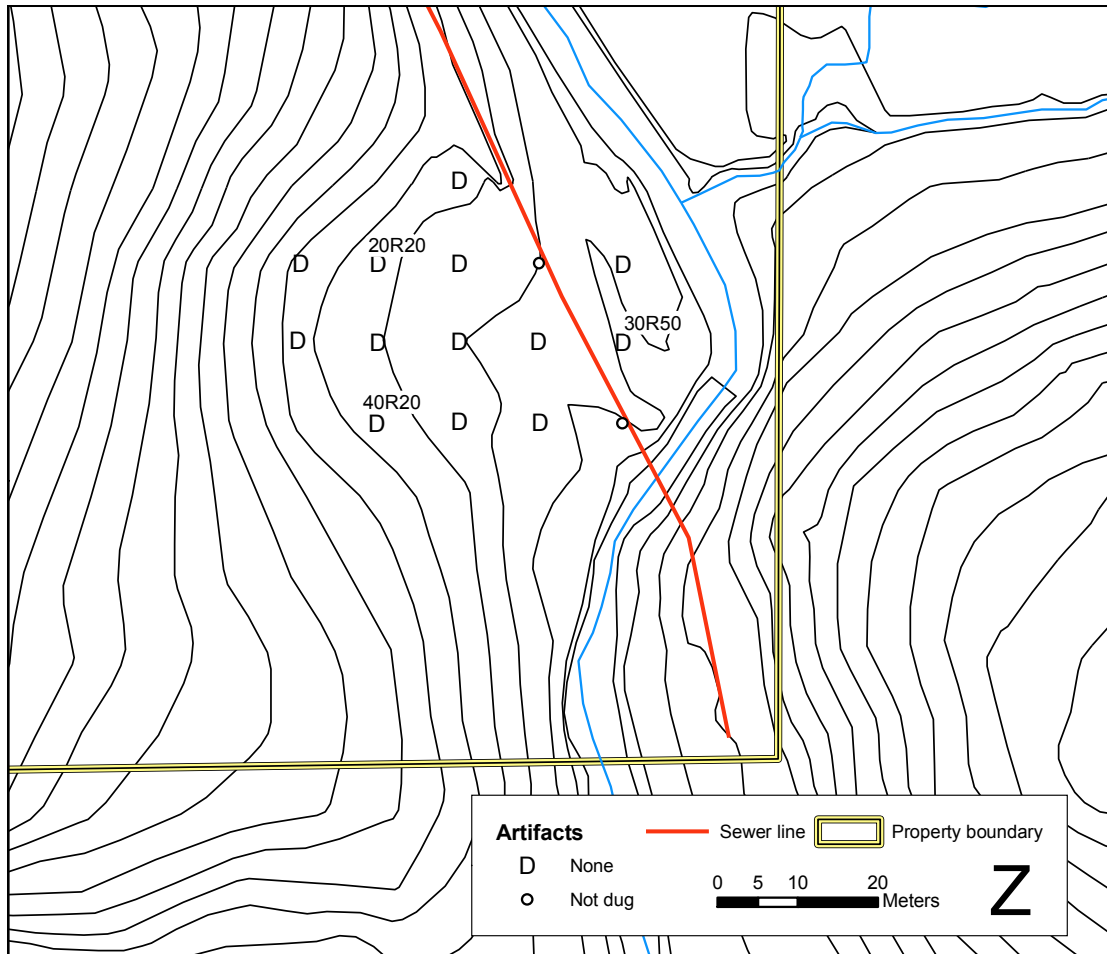 D
20R20
D D D D
30R50
D D D D D
40R20
D D D
Artifacts
Sewer line
Property boundary
D None
Not dug
0 5 10 20
Meters
Z